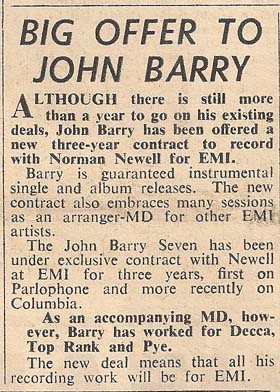 BIG OFFER TO
JOHN BARRY
ALTHOUGH there is still more
than a year to go on his existing
deals, John Barry has been offered a
new three-year contract to record
with Norman Newell for EMI.
Barry is guaranteed instrumental
single and album releases. The new
contract also embraces many sessions
as an arranger-MD for other EMI
artists.
The John Barry Seven has been
under exclusive contract with Newell
at EMI for three years, first on
Parlophone and more recently on
Columbia.
As an accompanying MD, how-
ever, Barry has worked for Decca,
Top Rank and Pye.
The new deal means that all his
recording work will be for EMI.